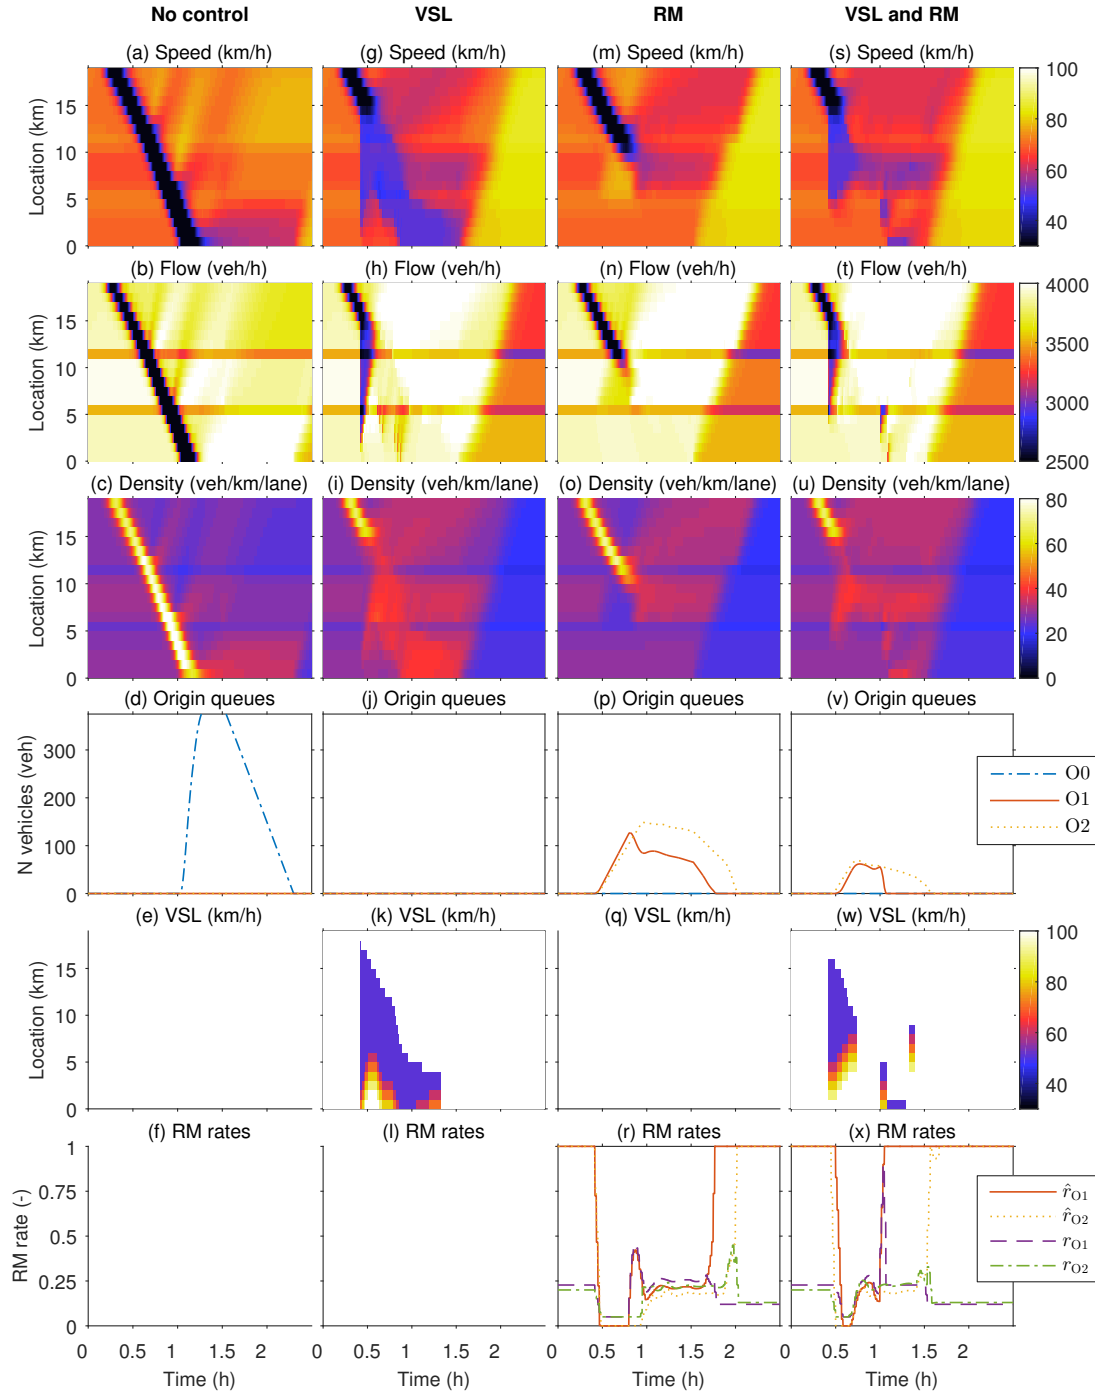 No control VSL RM VSL and RM
(a) Speed (km/h) (g) Speed (km/h) (m) Speed (km/h) (s) Speed (km/h)
Location (km)
15
10
5
0
100
80
60
40
(b) Flow (veh/h) (h) Flow (veh/h) (n) Flow (veh/h) (t) Flow (veh/h)
Location (km)
15
10
5
0
4000
3500
3000
2500
(c) Density (veh/km/lane) (i) Density (veh/km/lane) (o) Density (veh/km/lane) (u) Density (veh/km/lane)
Location (km)
15
10
5
0
80
60
40
20
0
(d) Origin queues (j) Origin queues (p) Origin queues (v) Origin queues
N vehicles (veh)
300
200
100
0
O0
O1
O2
(e) VSL (km/h) (k) VSL (km/h) (q) VSL (km/h) (w) VSL (km/h)
Location (km)
15
10
5
0
100
80
60
40
(f) RM rates (l) RM rates (r) RM rates (x) RM rates
RM rate (-)
1
0.75
0.5
0.25
0
r̂O1
r̂O2
rO1
rO2
0 0.5 1 1.5 2 0 0.5 1 1.5 2 0 0.5 1 1.5 2 0 0.5 1 1.5 2
Time (h) Time (h) Time (h) Time (h)